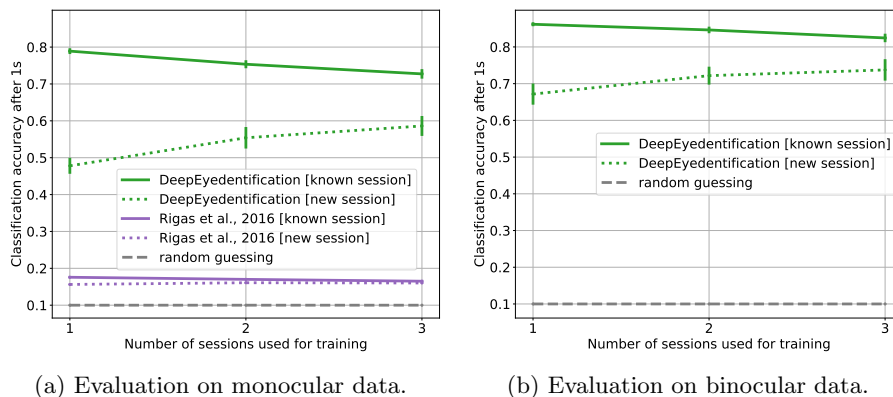 Classification accuracy after 1s
0.8
0.7
0.6
0.5
0.4
0.3
0.2
0.1
DeepEyedentification [known session]
DeepEyedentification [new session]
Rigas et al., 2016 [known session]
Rigas et al., 2016 [new session]
random guessing
1 2 3
Number of sessions used for training
(a) Evaluation on monocular data.
Classification accuracy after 1s
0.8
0.7
0.6
0.5
0.4
0.3
0.2
0.1
DeepEyedentification [known session]
DeepEyedentification [new session]
random guessing
1 2 3
Number of sessions used for training
(b) Evaluation on binocular data.